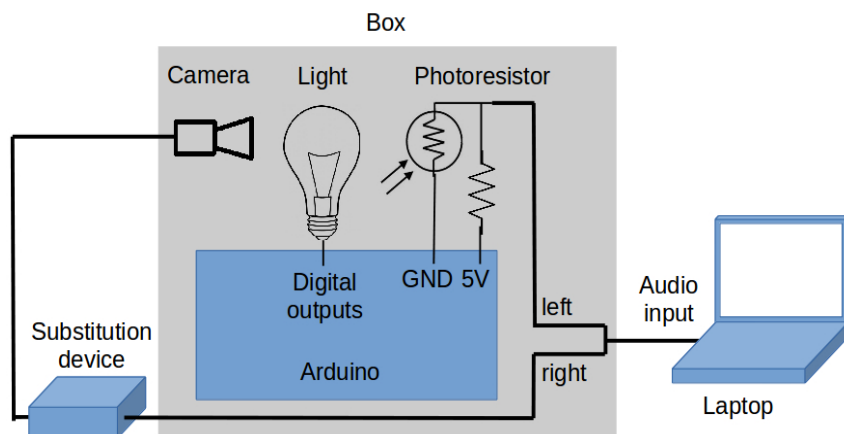 Box
Camera
Light
Photoresistor
Digital
outputs
GND
5V
Arduino
left
right
Audio
input
Substitution
device
Laptop